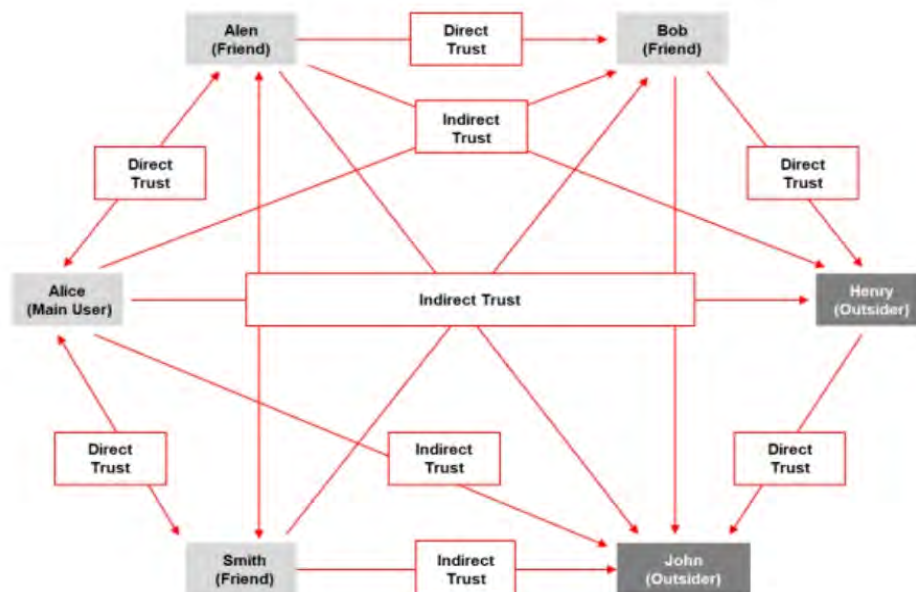 Alen
(Friend)
Direct
Trust
Bob
(Friend)
Indirect
Trust
Direct
Trust
Direct
Trust
Alice
(Main User)
Indirect Trust
Henry
(Outsider)
Direct
Trust
Indirect
Trust
Direct
Trust
Smith
(Friend)
Indirect
Trust
John
(Outsider)